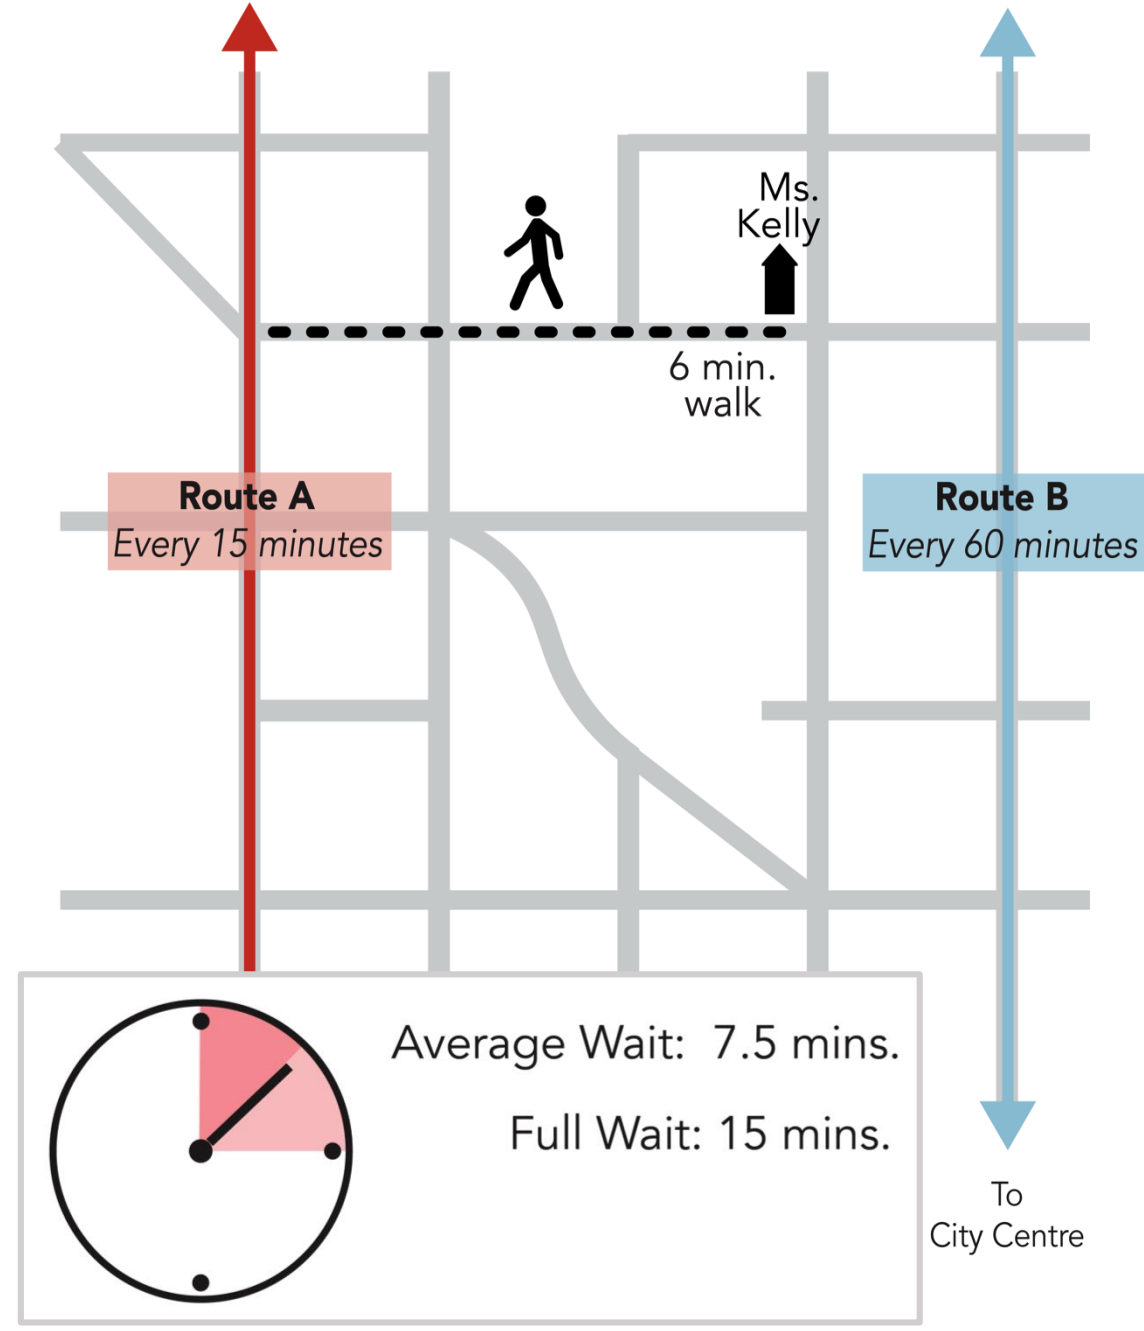 Ms.
Kelly
6 min.
walk
Route A
Every 15 minutes
Route B
Every 60 minutes
Average Wait: 7.5 mins.
Full Wait: 15 mins.
To
City Centre